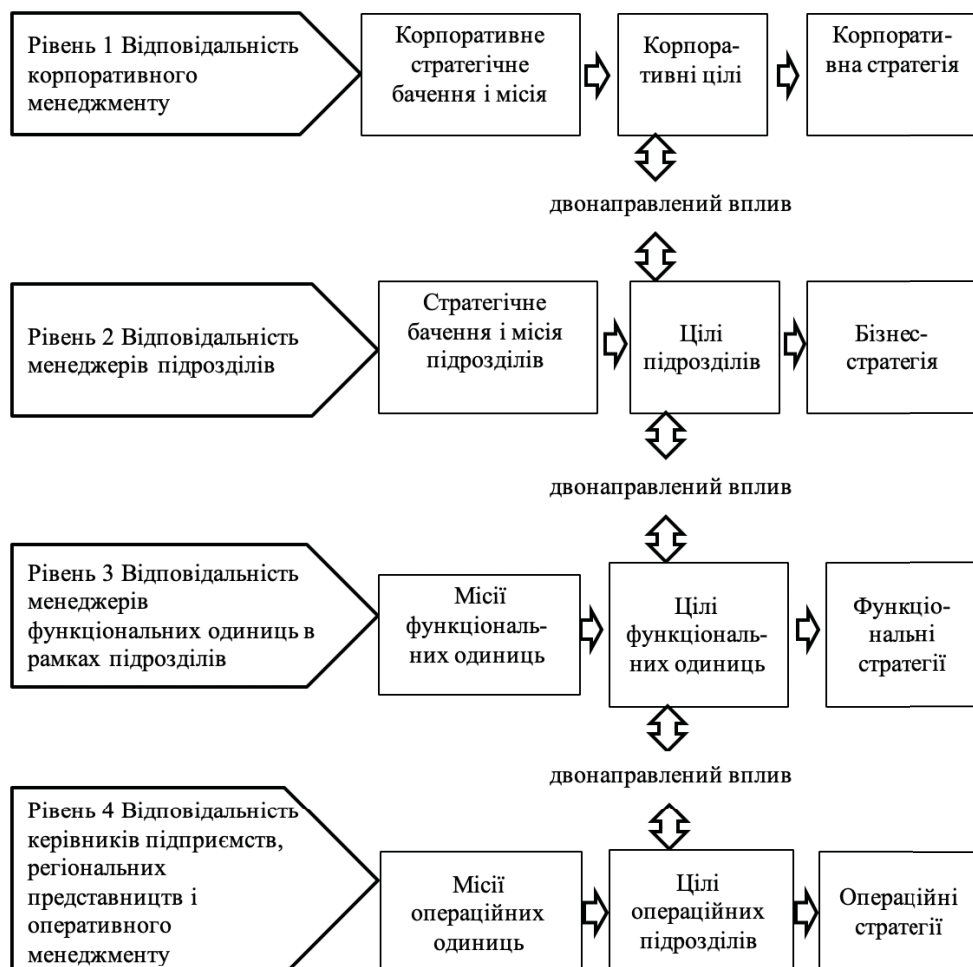 Рівень 1 Відповідальність
корпоративного
менеджменту
Корпоративне
стратегічне
бачення і місія
Корпора-
тивні цілі
Корпорати-
вна стратегія
двонаправлений вплив
Рівень 2 Відповідальність
менеджерів підрозділів
Стратегічне
бачення і місія
підрозділів
Цілі
підрозділів
Бізнес-
стратегія
двонаправлений вплив
Рівень 3 Відповідальність
менеджерів
функціональних одиниць в
рамках підрозділів
Місії
функціональ-
них одиниць
Цілі
функціональ-
них одиниць
Функціо-
нальні
стратегії
двонаправлений вплив
Рівень 4 Відповідальність
керівників підприємств,
регіональних
представництв і
оперативного
менеджменту
Місії
операційних
одиниць
Цілі
операційних
підрозділів
Операційні
стратегії